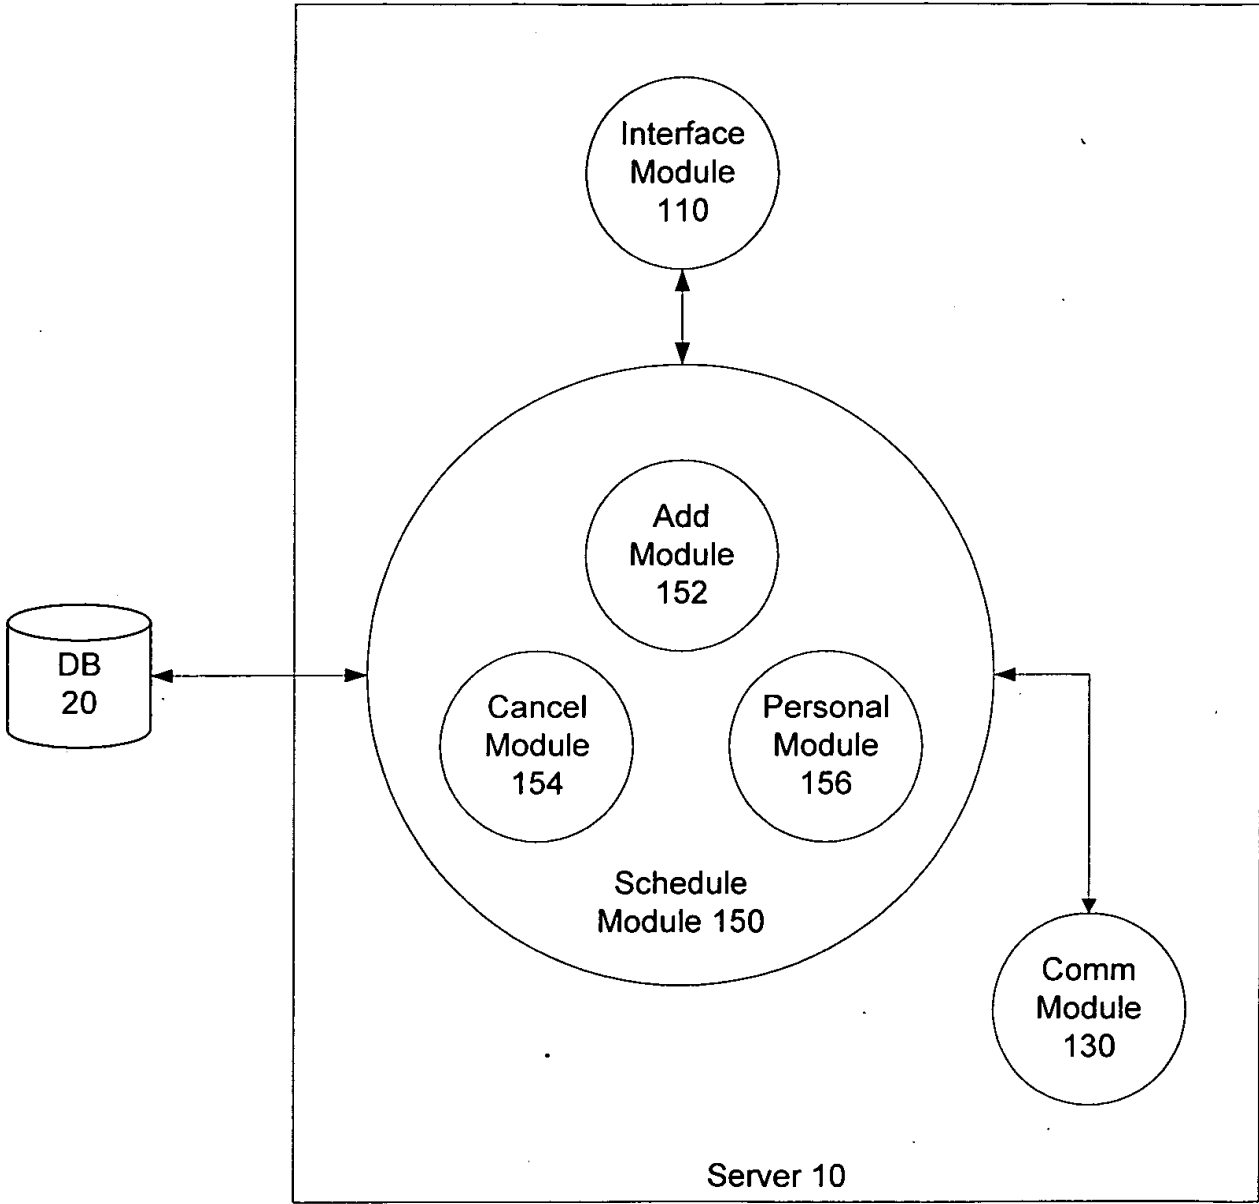 Interface
Module
110
Add
Module
152
DB
20
Cancel
Module
154
Personal
Module
156
Schedule
Module 150
Comm
Module
130
Server 10